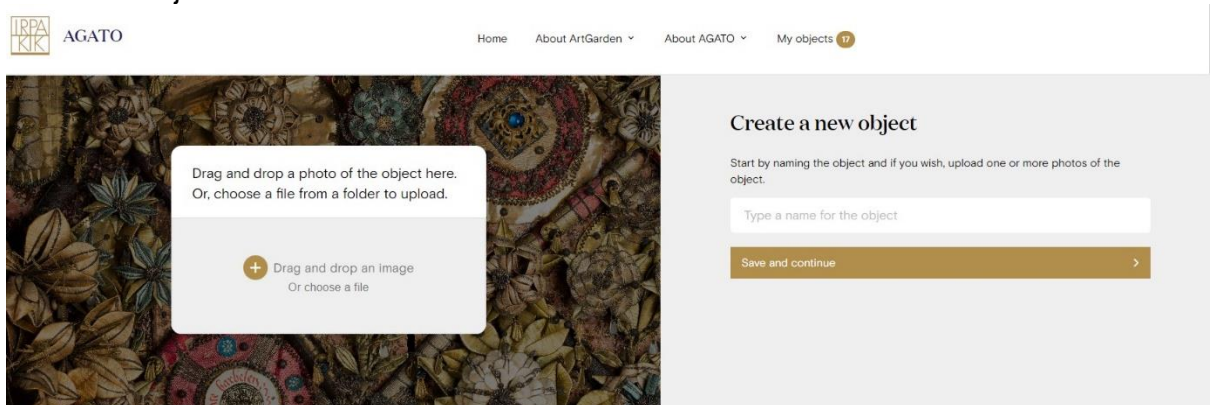 IRPA
KIK
AGATO
Home About ArtGarden About AGATO My objects 17
Drag and drop a photo of the object here.
Or, choose a file from a folder to upload.
Drag and drop an image
Or choose a file
Create a new object
Start by naming the object and if you wish, upload one or more photos of the
object.
Type a name for the object
Save and continue